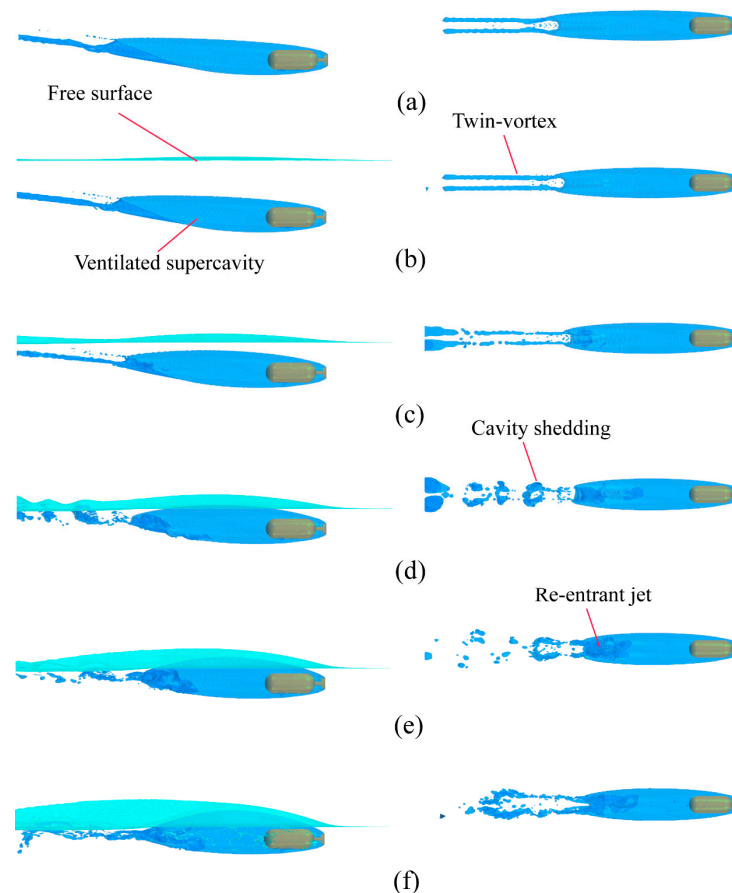 (a)
Free surface
Twin-vortex
Ventilated supercavity
(b)
(c)
Cavity shedding
(d)
Re-entrant jet
(e)
(f)